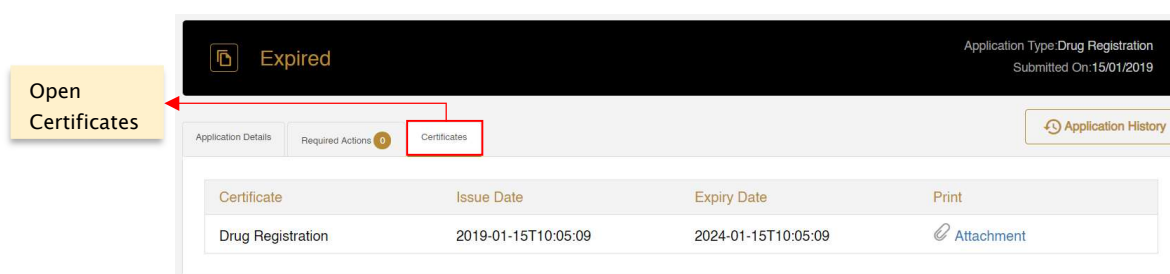 Expired
Application Type:Drug Registration
Submitted On:15/01/2019
Open
Certificates
Application Details
Required Actions 0
Certificates
Application History
Certificate Issue Date Expiry Date Print
Drug Registration 2019-01-15T10:05:09 2024-01-15T10:05:09 Attachment